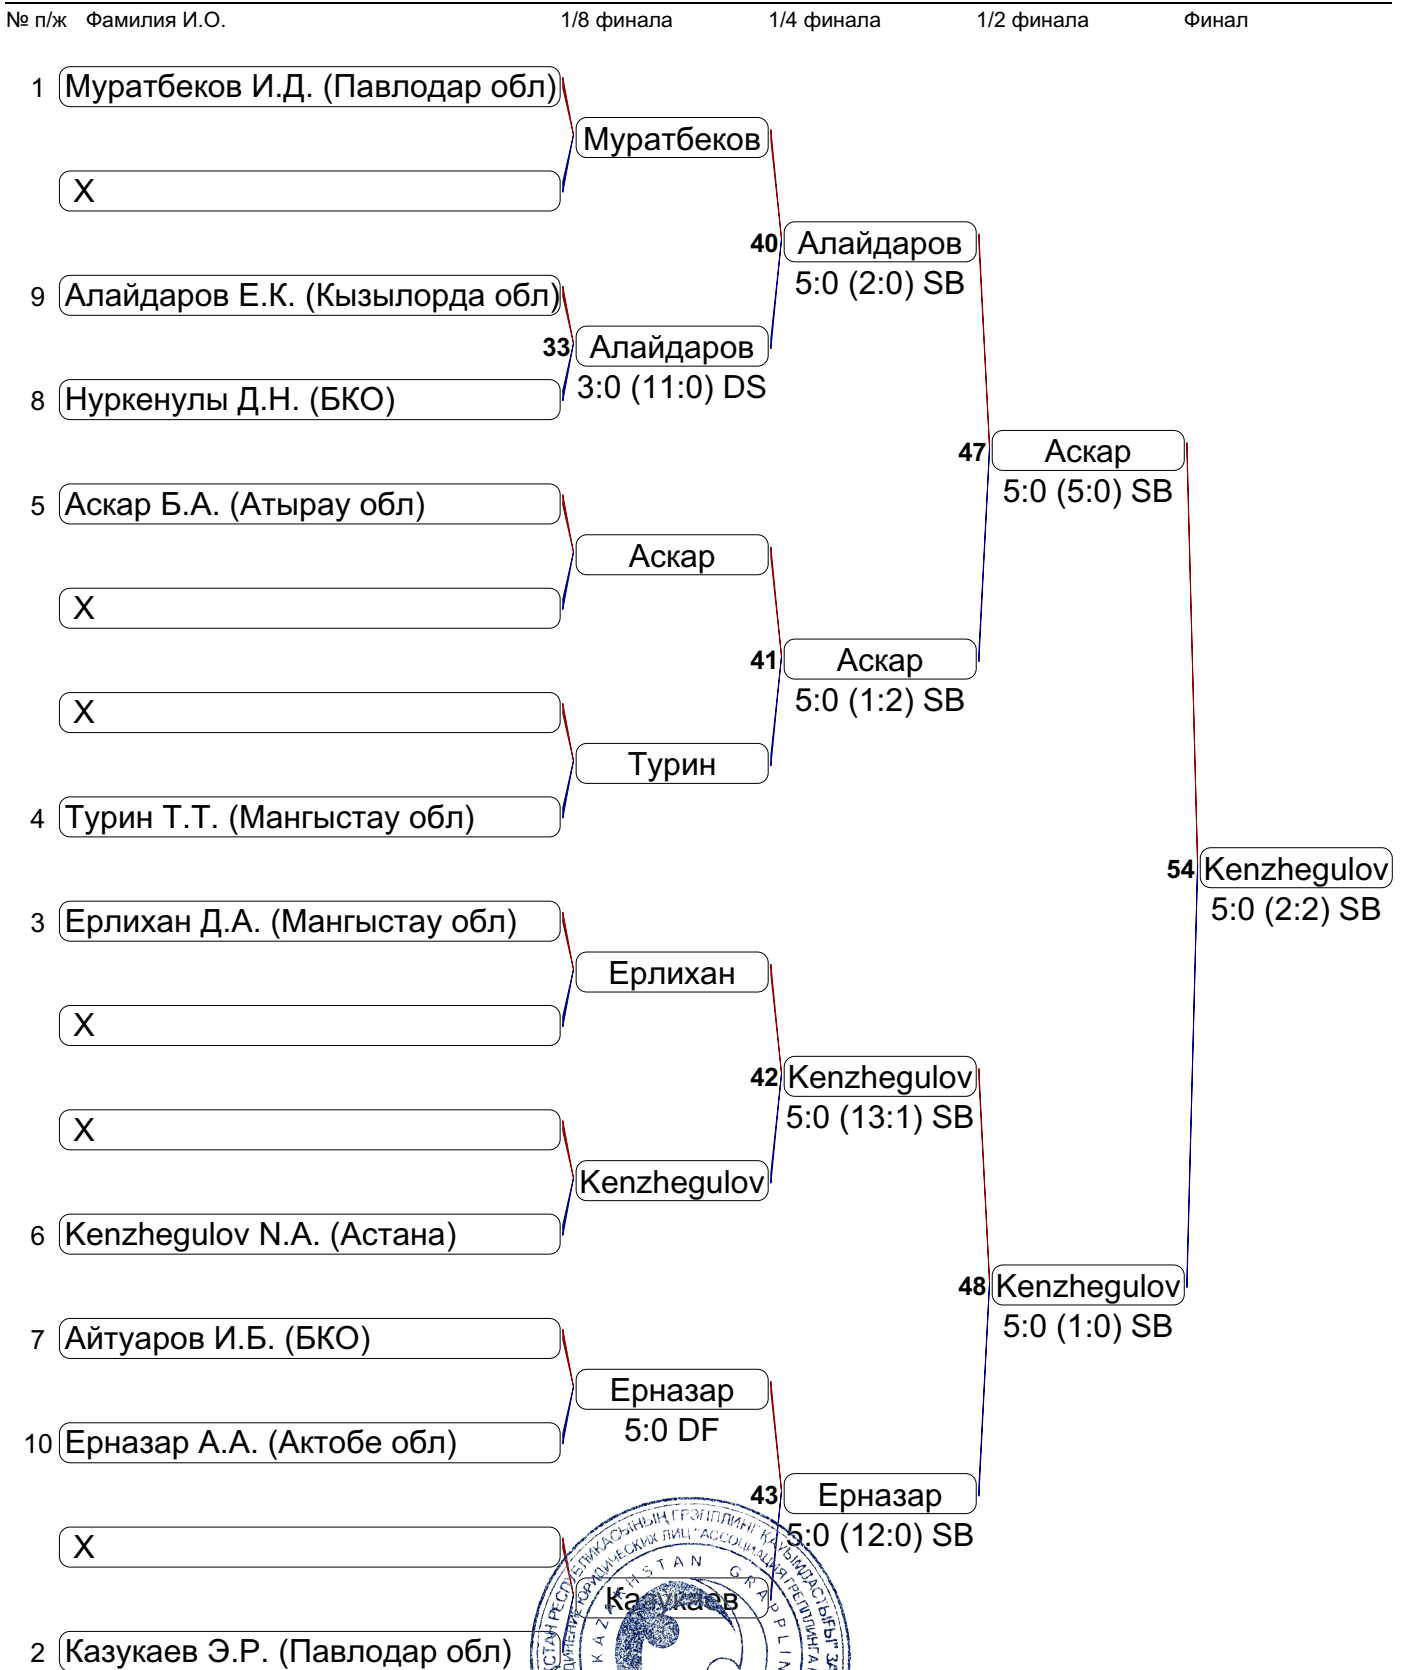 № п/ж Фамилия И.О. 1/8 финала 1/4 финала 1/2 финала Финал
1 Муратбеков И.Д. (Павлодар обл)
Муратбеков
X
40 Алайдаров
5:0 (2:0) SB
9 Алайдаров Е.К. (Кызылорда обл)
33 Алайдаров
3:0 (11:0) DS
8 Нуркенулы Д.Н. (БКО)
47 Аскар
5:0 (5:0) SB
5 Аскар Б.А. (Атырау обл)
Аскар
X
41 Аскар
5:0 (1:2) SB
X
Турин
4 Турин Т.Т. (Мангыстау обл)
54 Kenzhegulov
5:0 (2:2) SB
3 Ерлихан Д.А. (Мангыстау обл)
Ерлихан
X
42 Kenzhegulov
5:0 (13:1) SB
X
Kenzhegulov
6 Kenzhegulov N.A. (Астана)
48 Kenzhegulov
5:0 (1:0) SB
7 Айтуаров И.Б. (БКО)
Ерназар
5:0 DF
10 Ерназар А.А. (Актобе обл)
43 Ерназар
5:0 (12:0) SB
X
Казукаев
2 Казукаев Э.Р. (Павлодар обл)